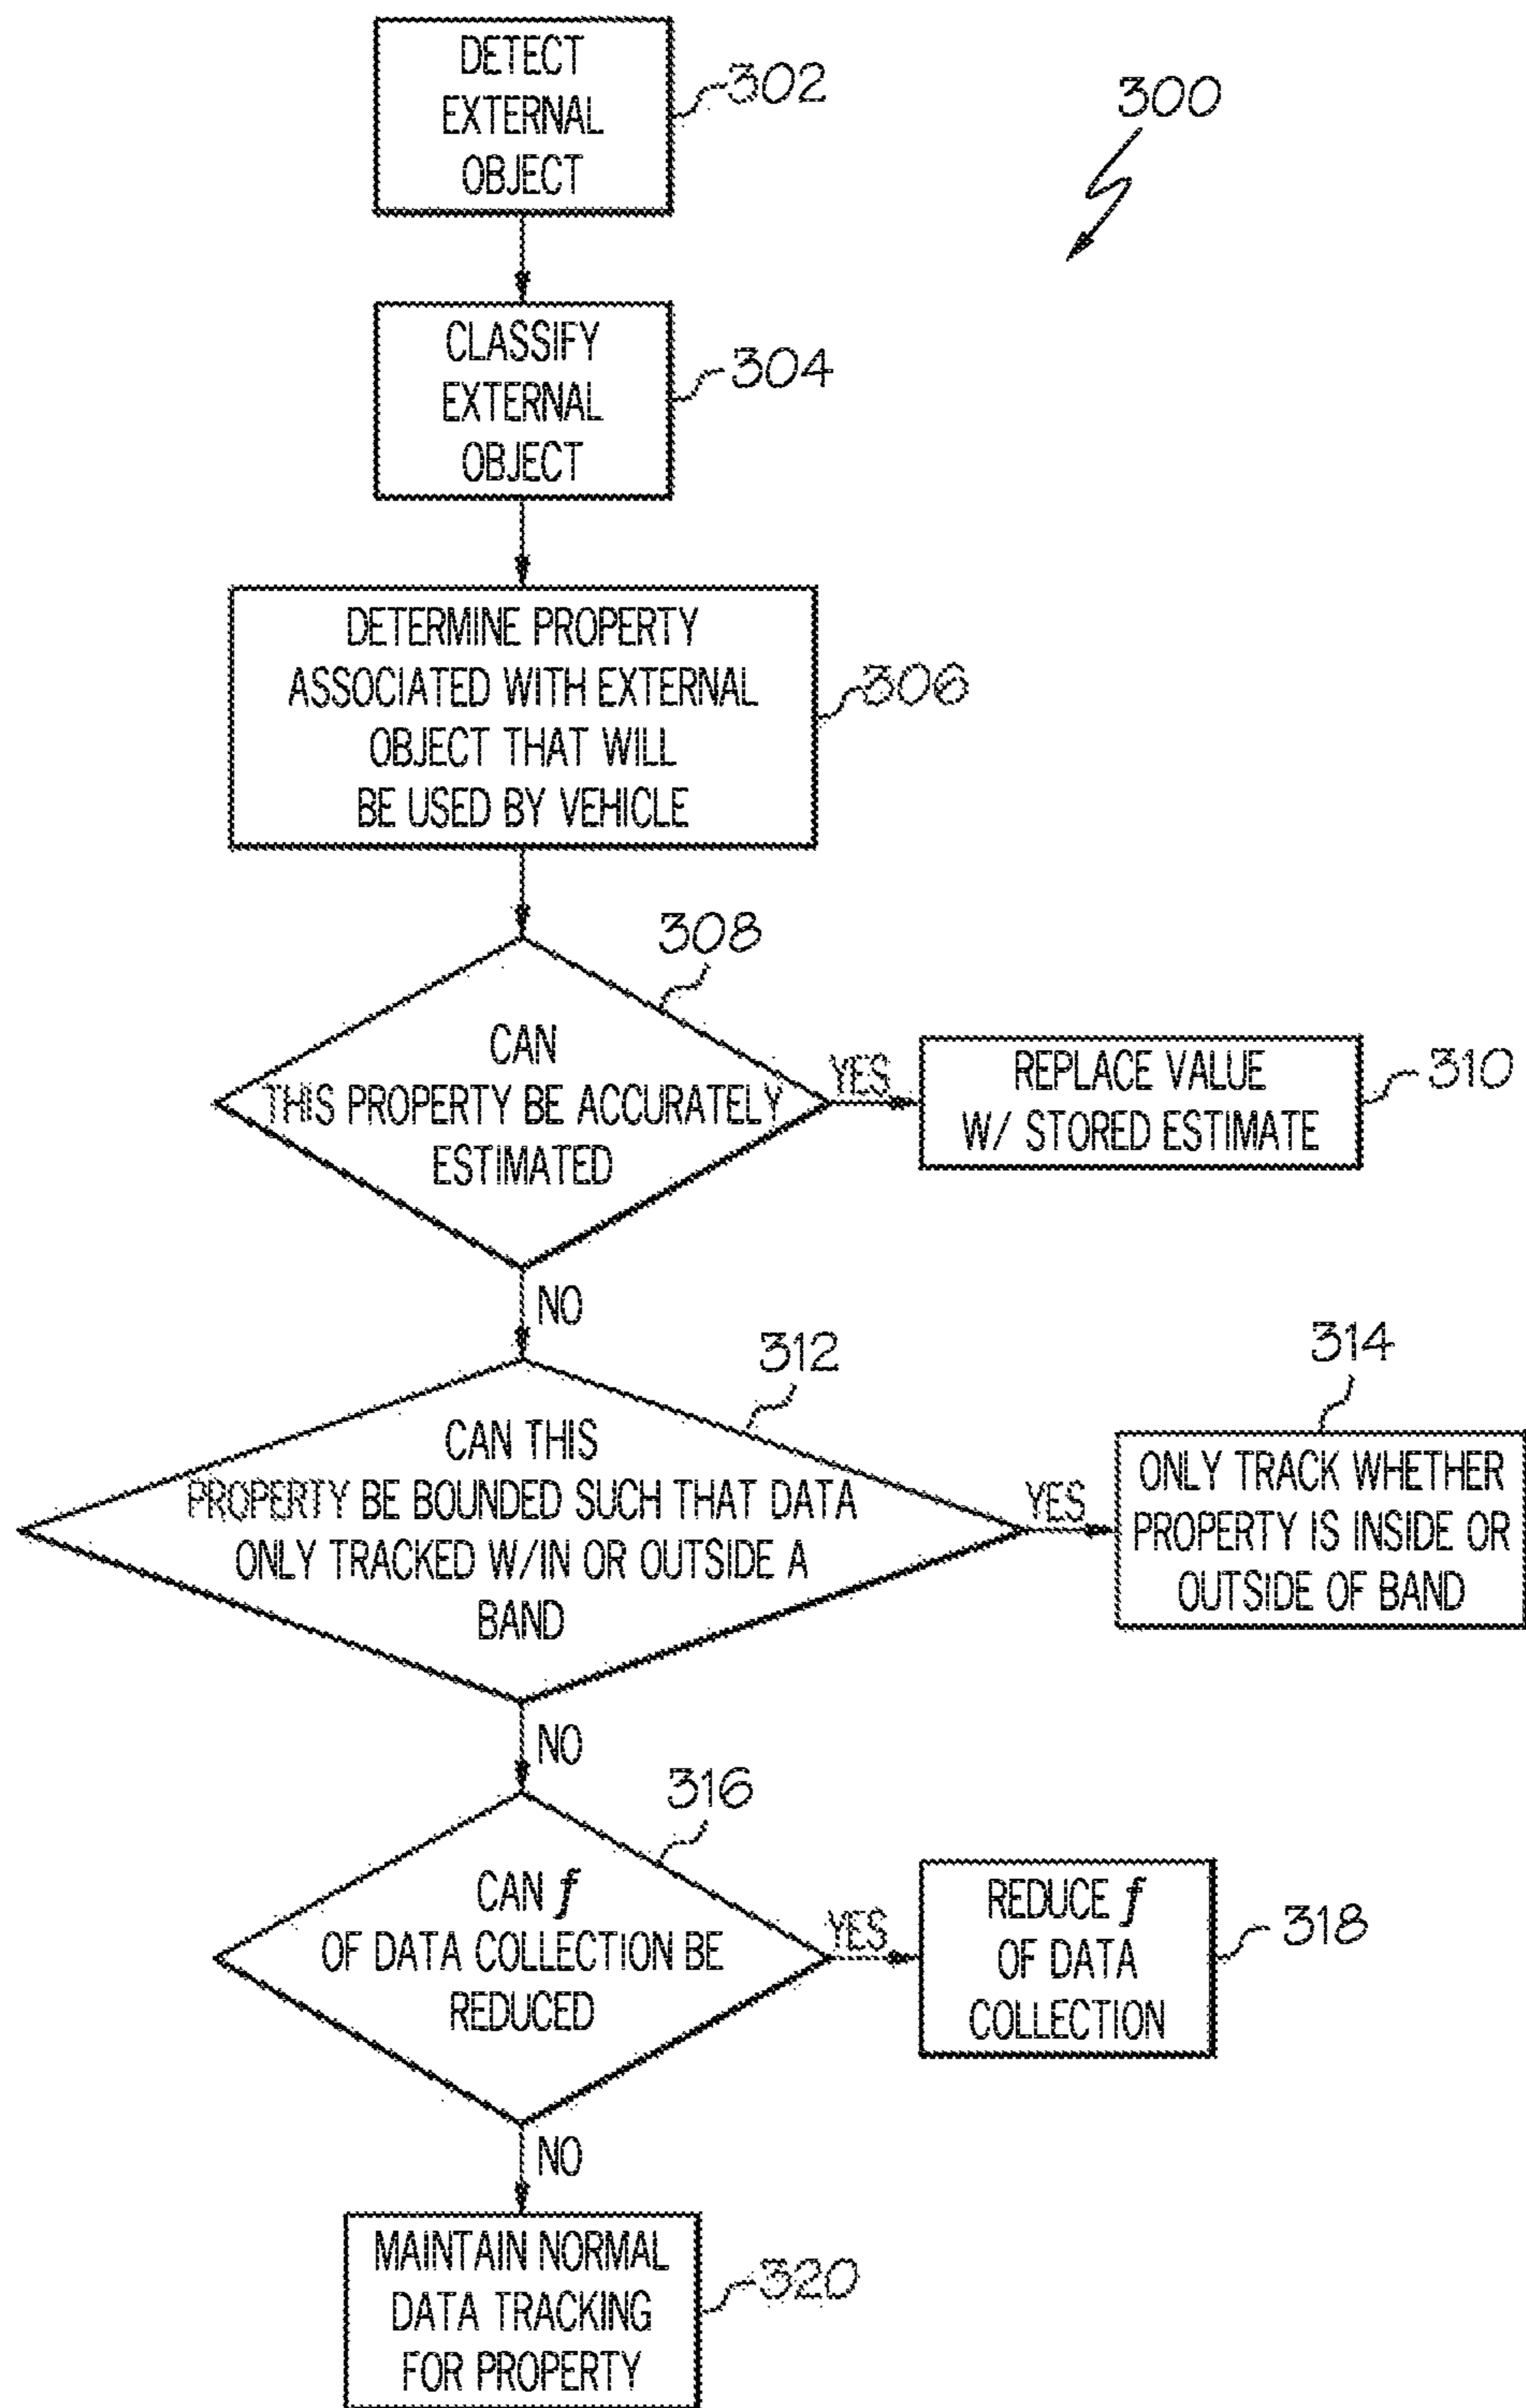 DETECT
EXTERNAL
OBJECT
302
300
CLASSIFY
EXTERNAL
OBJECT
304
DETERMINE PROPERTY
ASSOCIATED WITH EXTERNAL
OBJECT THAT WILL
BE USED BY VEHICLE
306
308
CAN
THIS PROPERTY BE ACCURATELY
ESTIMATED
YES
REPLACE VALUE
W/ STORED ESTIMATE
310
NO
312
CAN THIS
PROPERTY BE BOUNDED SUCH THAT DATA
ONLY TRACKED W/IN OR OUTSIDE A
BAND
YES
314
ONLY TRACK WHETHER
PROPERTY IS INSIDE OR
OUTSIDE OF BAND
NO
316
CAN f
OF DATA COLLECTION BE
REDUCED
YES
REDUCE f
OF DATA
COLLECTION
318
NO
MAINTAIN NORMAL
DATA TRACKING
FOR PROPERTY
320